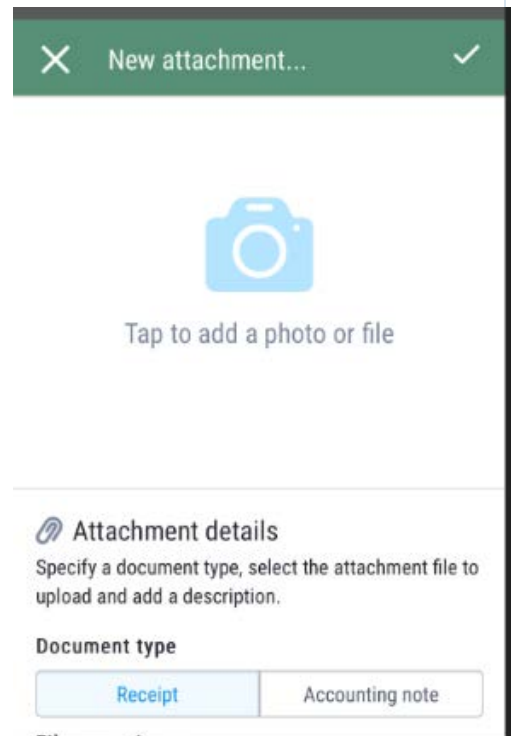 New attachment...
Tap to add a photo or file
Attachment details
Specify a document type, select the attachment file to
upload and add a description.
Document type
Receipt
Accounting note